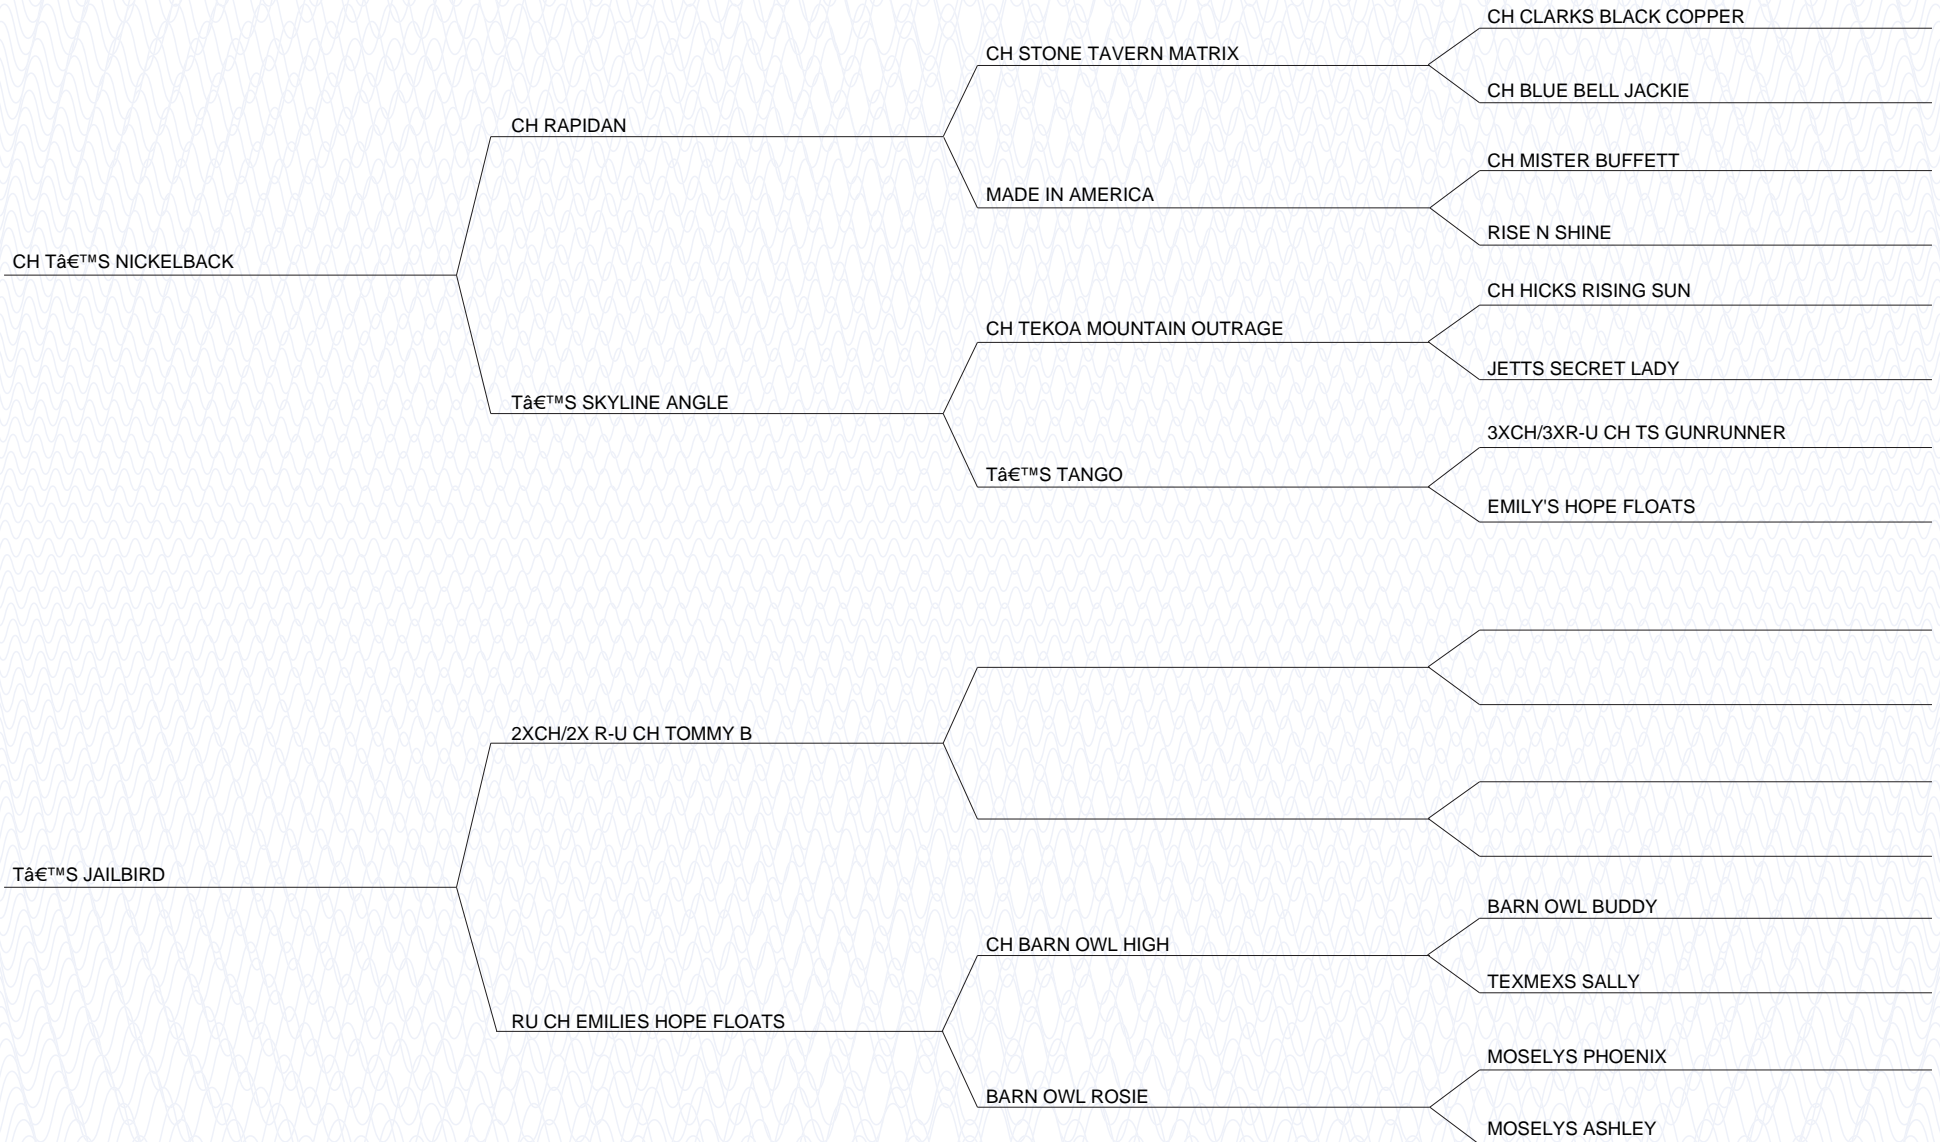 CH CLARKS BLACK COPPER
CH STONE TAVERN MATRIX
CH BLUE BELL JACKIE
CH RAPIDAN
CH MISTER BUFFETT
MADE IN AMERICA
RISE N SHINE
CH Tâ€™S NICKELBACK
CH HICKS RISING SUN
CH TEKOA MOUNTAIN OUTRAGE
JETTS SECRET LADY
Tâ€™S SKYLINE ANGLE
3XCH/3XR-U CH TS GUNRUNNER
Tâ€™S TANGO
EMILY'S HOPE FLOATS
2XCH/2X R-U CH TOMMY B
Tâ€™S JAILBIRD
BARN OWL BUDDY
CH BARN OWL HIGH
TEXMEXS SALLY
RU CH EMILIES HOPE FLOATS
MOSELYS PHOENIX
BARN OWL ROSIE
MOSELYS ASHLEY